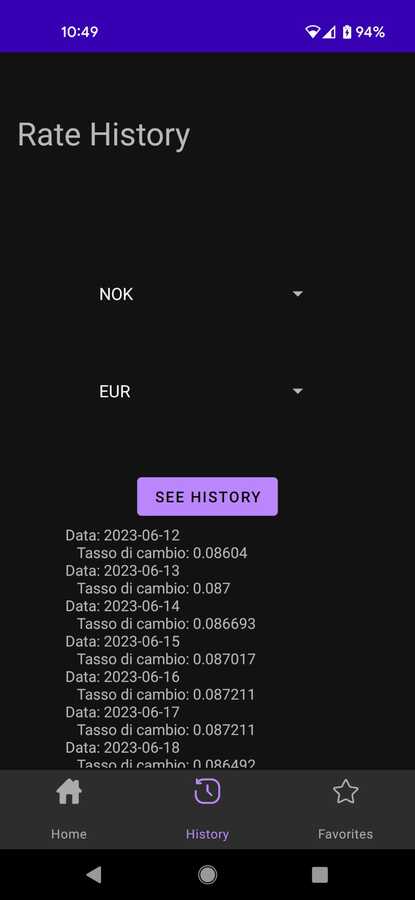 10:49
94%
Rate History
NOK
EUR
SEE HISTORY
Data: 2023-06-12
Tasso di cambio: 0.08604
Data: 2023-06-13
Tasso di cambio: 0.087
Data: 2023-06-14
Tasso di cambio: 0.086693
Data: 2023-06-15
Tasso di cambio: 0.087017
Data: 2023-06-16
Tasso di cambio: 0.087211
Data: 2023-06-17
Tasso di cambio: 0.087211
Data: 2023-06-18
Tasso di cambio: 0.086492
Home
History
Favorites